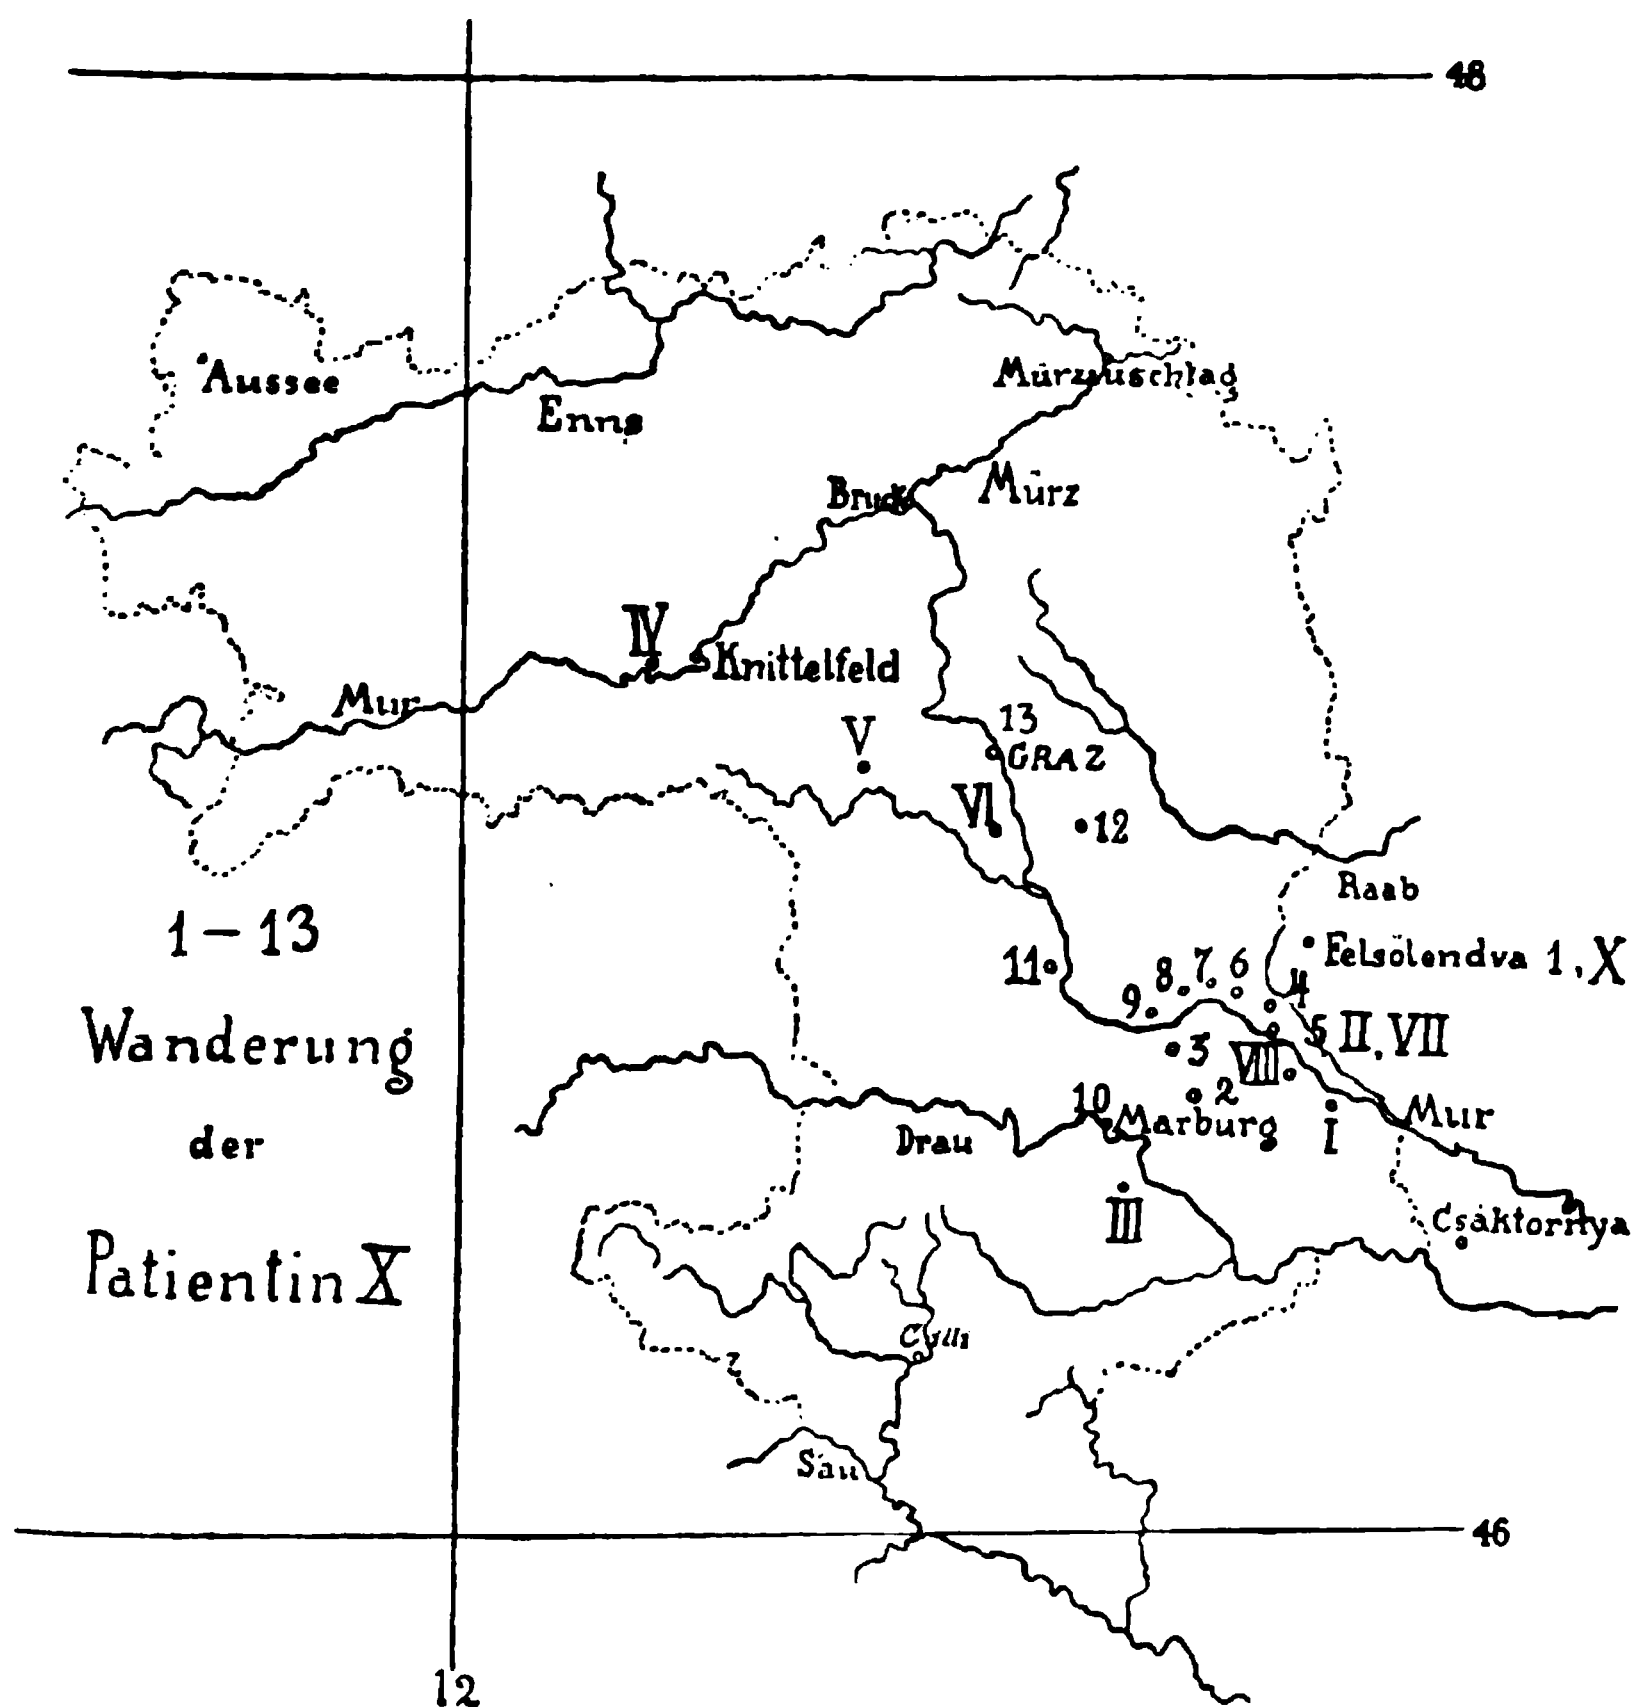 48
Aussee
Enns
Mürzzuschlag
Bruck
Mürz
IV
Knittelfeld
Mur
V
13
GRAZ
VI
12
Raab
1-13
Wanderung
der
Patientin X
11
9
8
7
6
Felsölendva 1, X
4
5 II, VII
3
VIII
2
10
Marburg
I
Mur
Drau
III
Csáktornya
Cilli
Sau
46
12